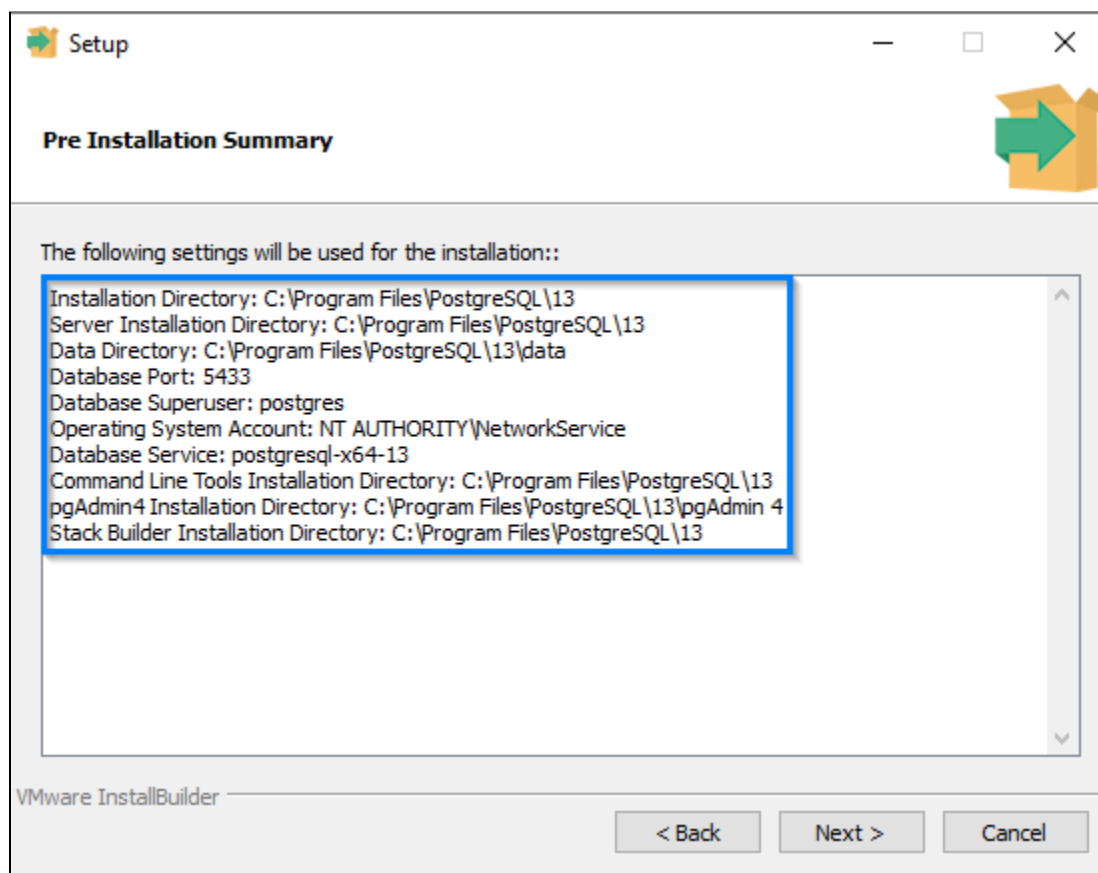 Setup
Pre Installation Summary
The following settings will be used for the installation::
Installation Directory: C:\Program Files\PostgreSQL\13
Server Installation Directory: C:\Program Files\PostgreSQL\13
Data Directory: C:\Program Files\PostgreSQL\13\data
Database Port: 5433
Database Superuser: postgres
Operating System Account: NT AUTHORITY\NetworkService
Database Service: postgresql-x64-13
Command Line Tools Installation Directory: C:\Program Files\PostgreSQL\13
pgAdmin4 Installation Directory: C:\Program Files\PostgreSQL\13\pgAdmin 4
Stack Builder Installation Directory: C:\Program Files\PostgreSQL\13
VMware InstallBuilder
< Back Next > Cancel